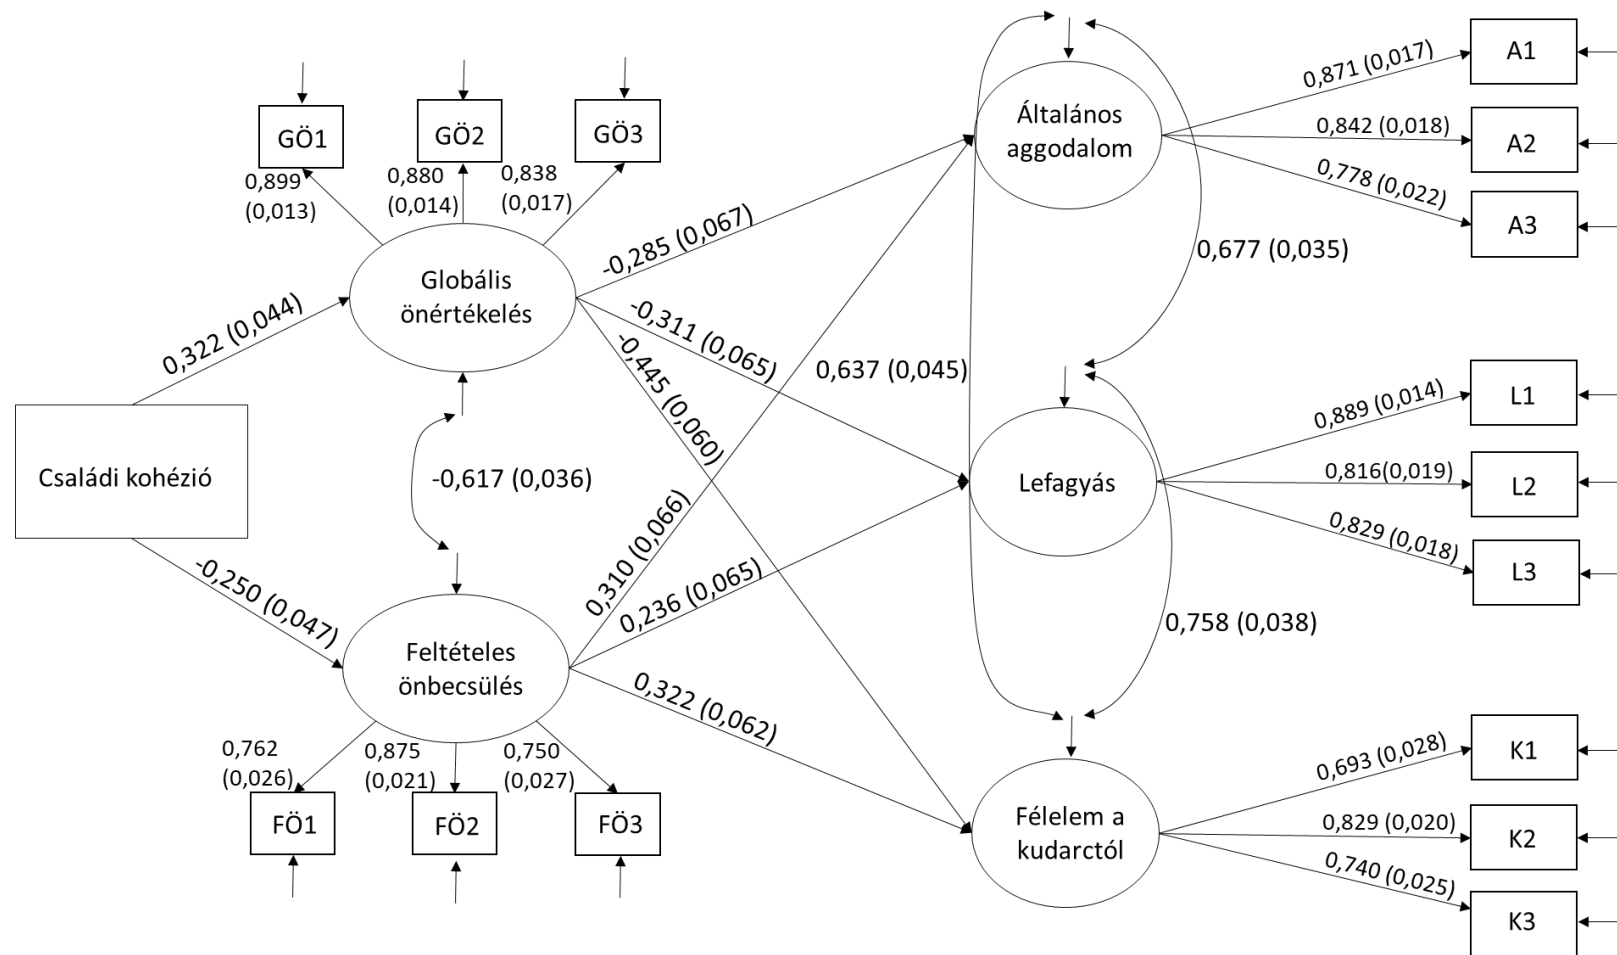 GÖ1
GÖ2
GÖ3
0,899
(0,013)
0,880
(0,014)
0,838
(0,017)
Globális
önértékelés
0,322 (0,044)
Családi kohézió
-0,617 (0,036)
-0,250 (0,047)
Feltételes
önbecsülés
0,762
(0,026)
0,875
(0,021)
0,750
(0,027)
FÖ1
FÖ2
FÖ3
-0,285 (0,067)
-0,311 (0,065)
-0,445 (0,060)
0,310 (0,066)
0,236 (0,065)
0,322 (0,062)
0,637 (0,045)
Általános
aggodalom
0,677 (0,035)
Lefagyás
0,758 (0,038)
Félelem a
kudarctól
0,871 (0,017)
A1
0,842 (0,018)
A2
0,778 (0,022)
A3
0,889 (0,014)
L1
0,816(0,019)
L2
0,829 (0,018)
L3
0,693 (0,028)
K1
0,829 (0,020)
K2
0,740 (0,025)
K3